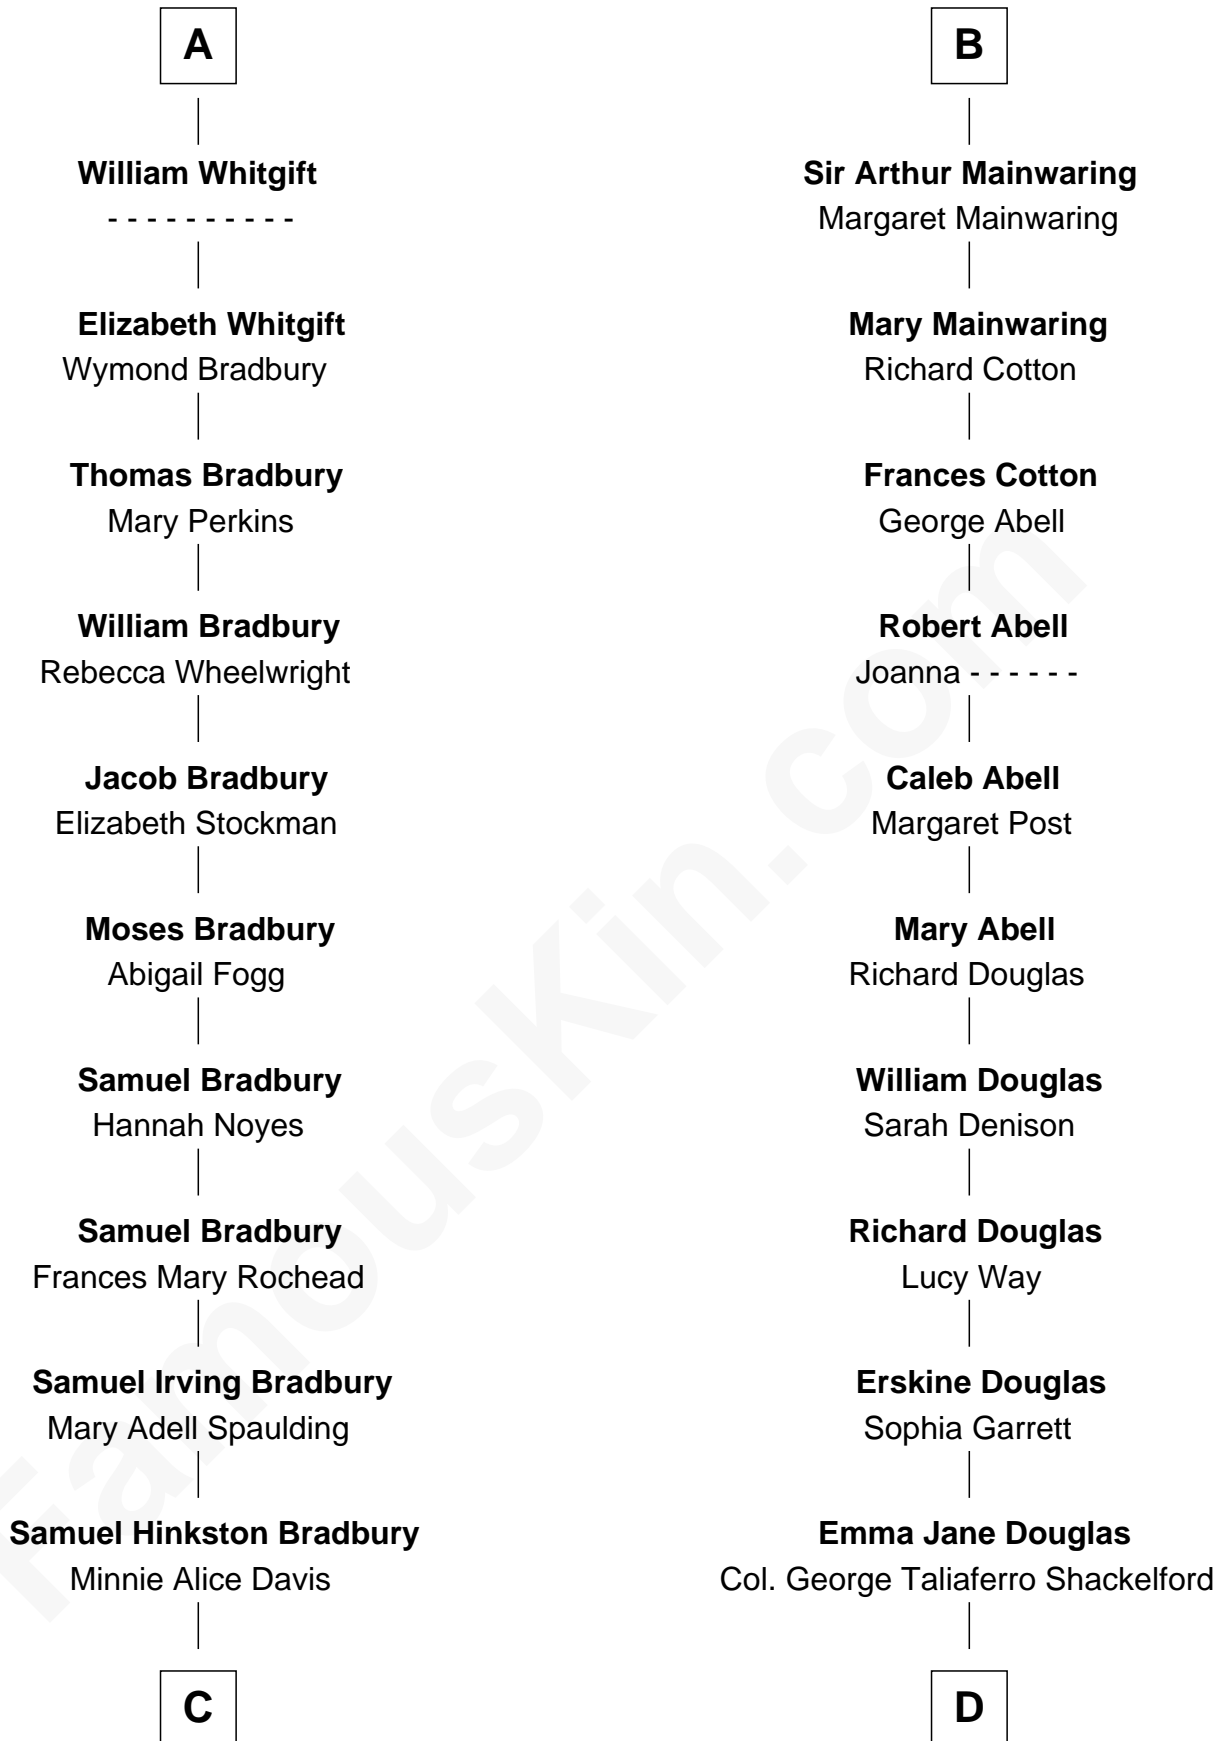 A
William Whitgift
- - - - - - - - - -
Elizabeth Whitgift
Wymond Bradbury
Thomas Bradbury
Mary Perkins
William Bradbury
Rebecca Wheelwright
Jacob Bradbury
Elizabeth Stockman
Moses Bradbury
Abigail Fogg
Samuel Bradbury
Hannah Noyes
Samuel Bradbury
Frances Mary Rochead
Samuel Irving Bradbury
Mary Adell Spaulding
Samuel Hinkston Bradbury
Minnie Alice Davis
C
B
Sir Arthur Mainwaring
Margaret Mainwaring
Mary Mainwaring
Richard Cotton
Frances Cotton
George Abell
Robert Abell
Joanna - - - - - -
Caleb Abell
Margaret Post
Mary Abell
Richard Douglas
William Douglas
Sarah Denison
Richard Douglas
Lucy Way
Erskine Douglas
Sophia Garrett
Emma Jane Douglas
Col. George Taliaferro Shackelford
D
FamousKin.com